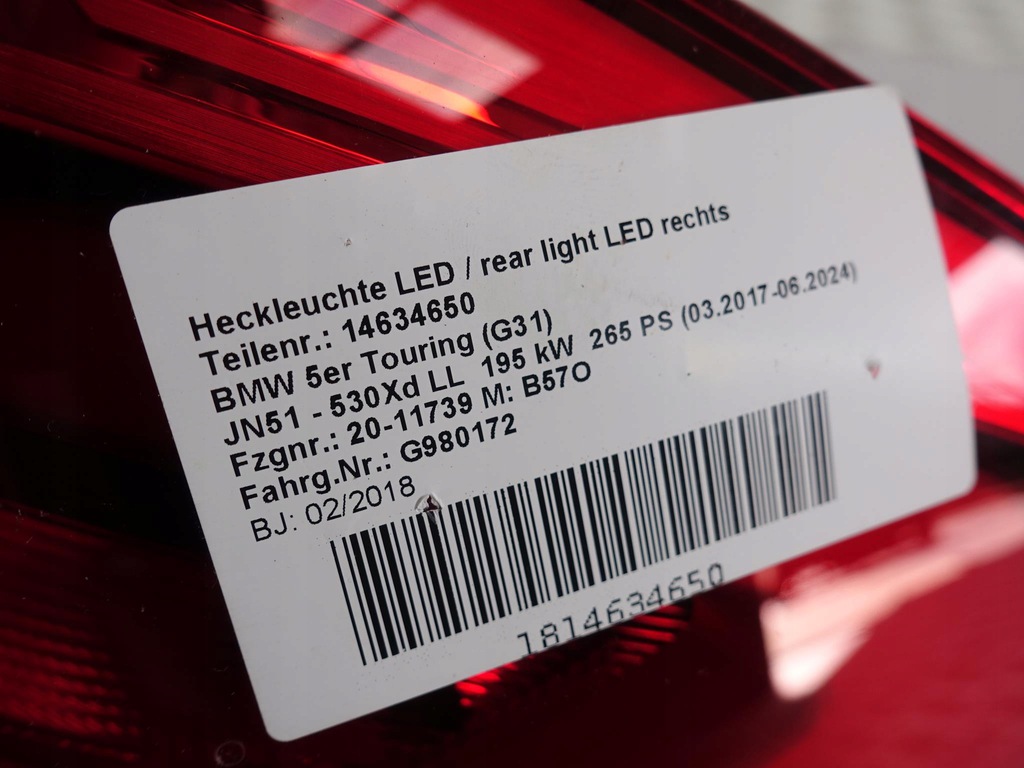 Heckleuchte LED / rear light LED rechts
Teilenr.: 14634650
BMW 5er Touring (G31)
JN51 - 530Xd LL 195 kW 265 PS (03.2017-06.2024)
Fzgnr.: 20-11739 M: B57O
Fahrg.Nr.: G980172
BJ: 02/2018
1814634650